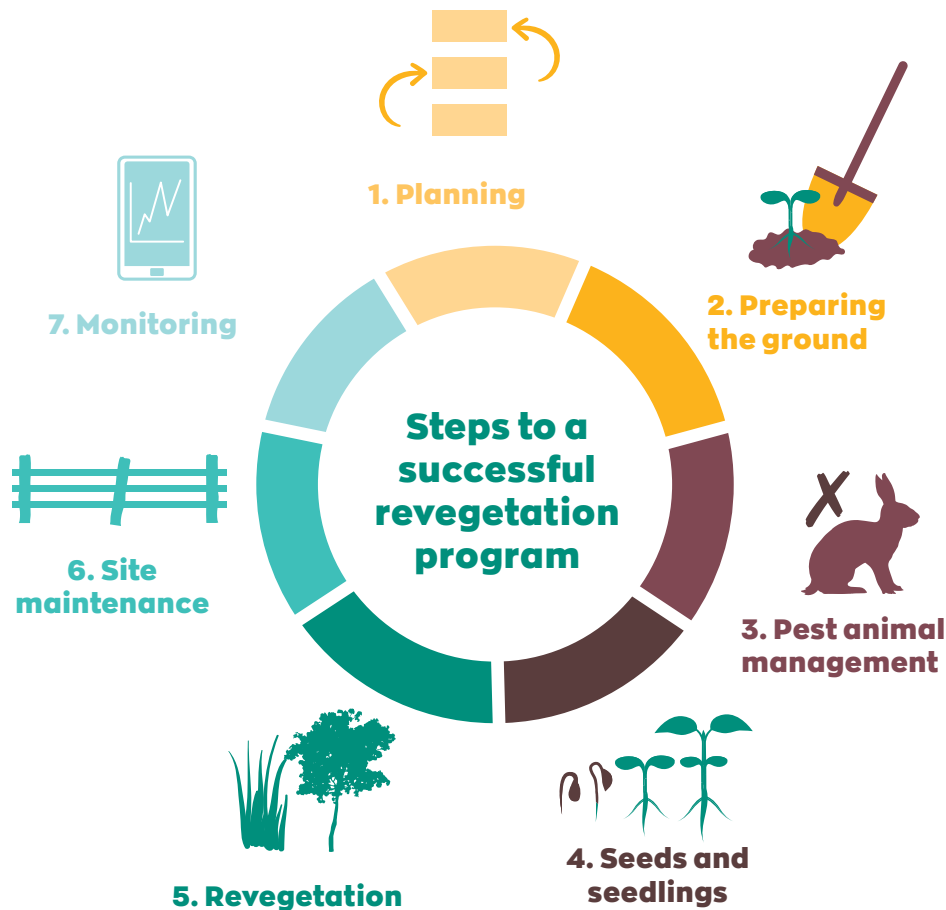 1. Planning
2. Preparing
the ground
3. Pest animal
management
4. Seeds and
seedlings
5. Revegetation
6. Site
maintenance
7. Monitoring
Steps to a
successful
revegetation
program